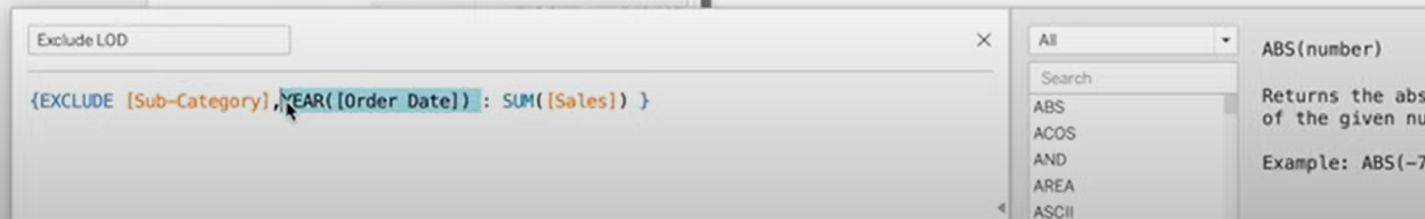 Exclude LOD
{EXCLUDE [Sub-Category],YEAR([Order Date]) : SUM([Sales]) }
All
Search
ABS
ACOS
AND
AREA
ASCII
ABS(number)
Returns the abs
of the given nu
Example: ABS(-7